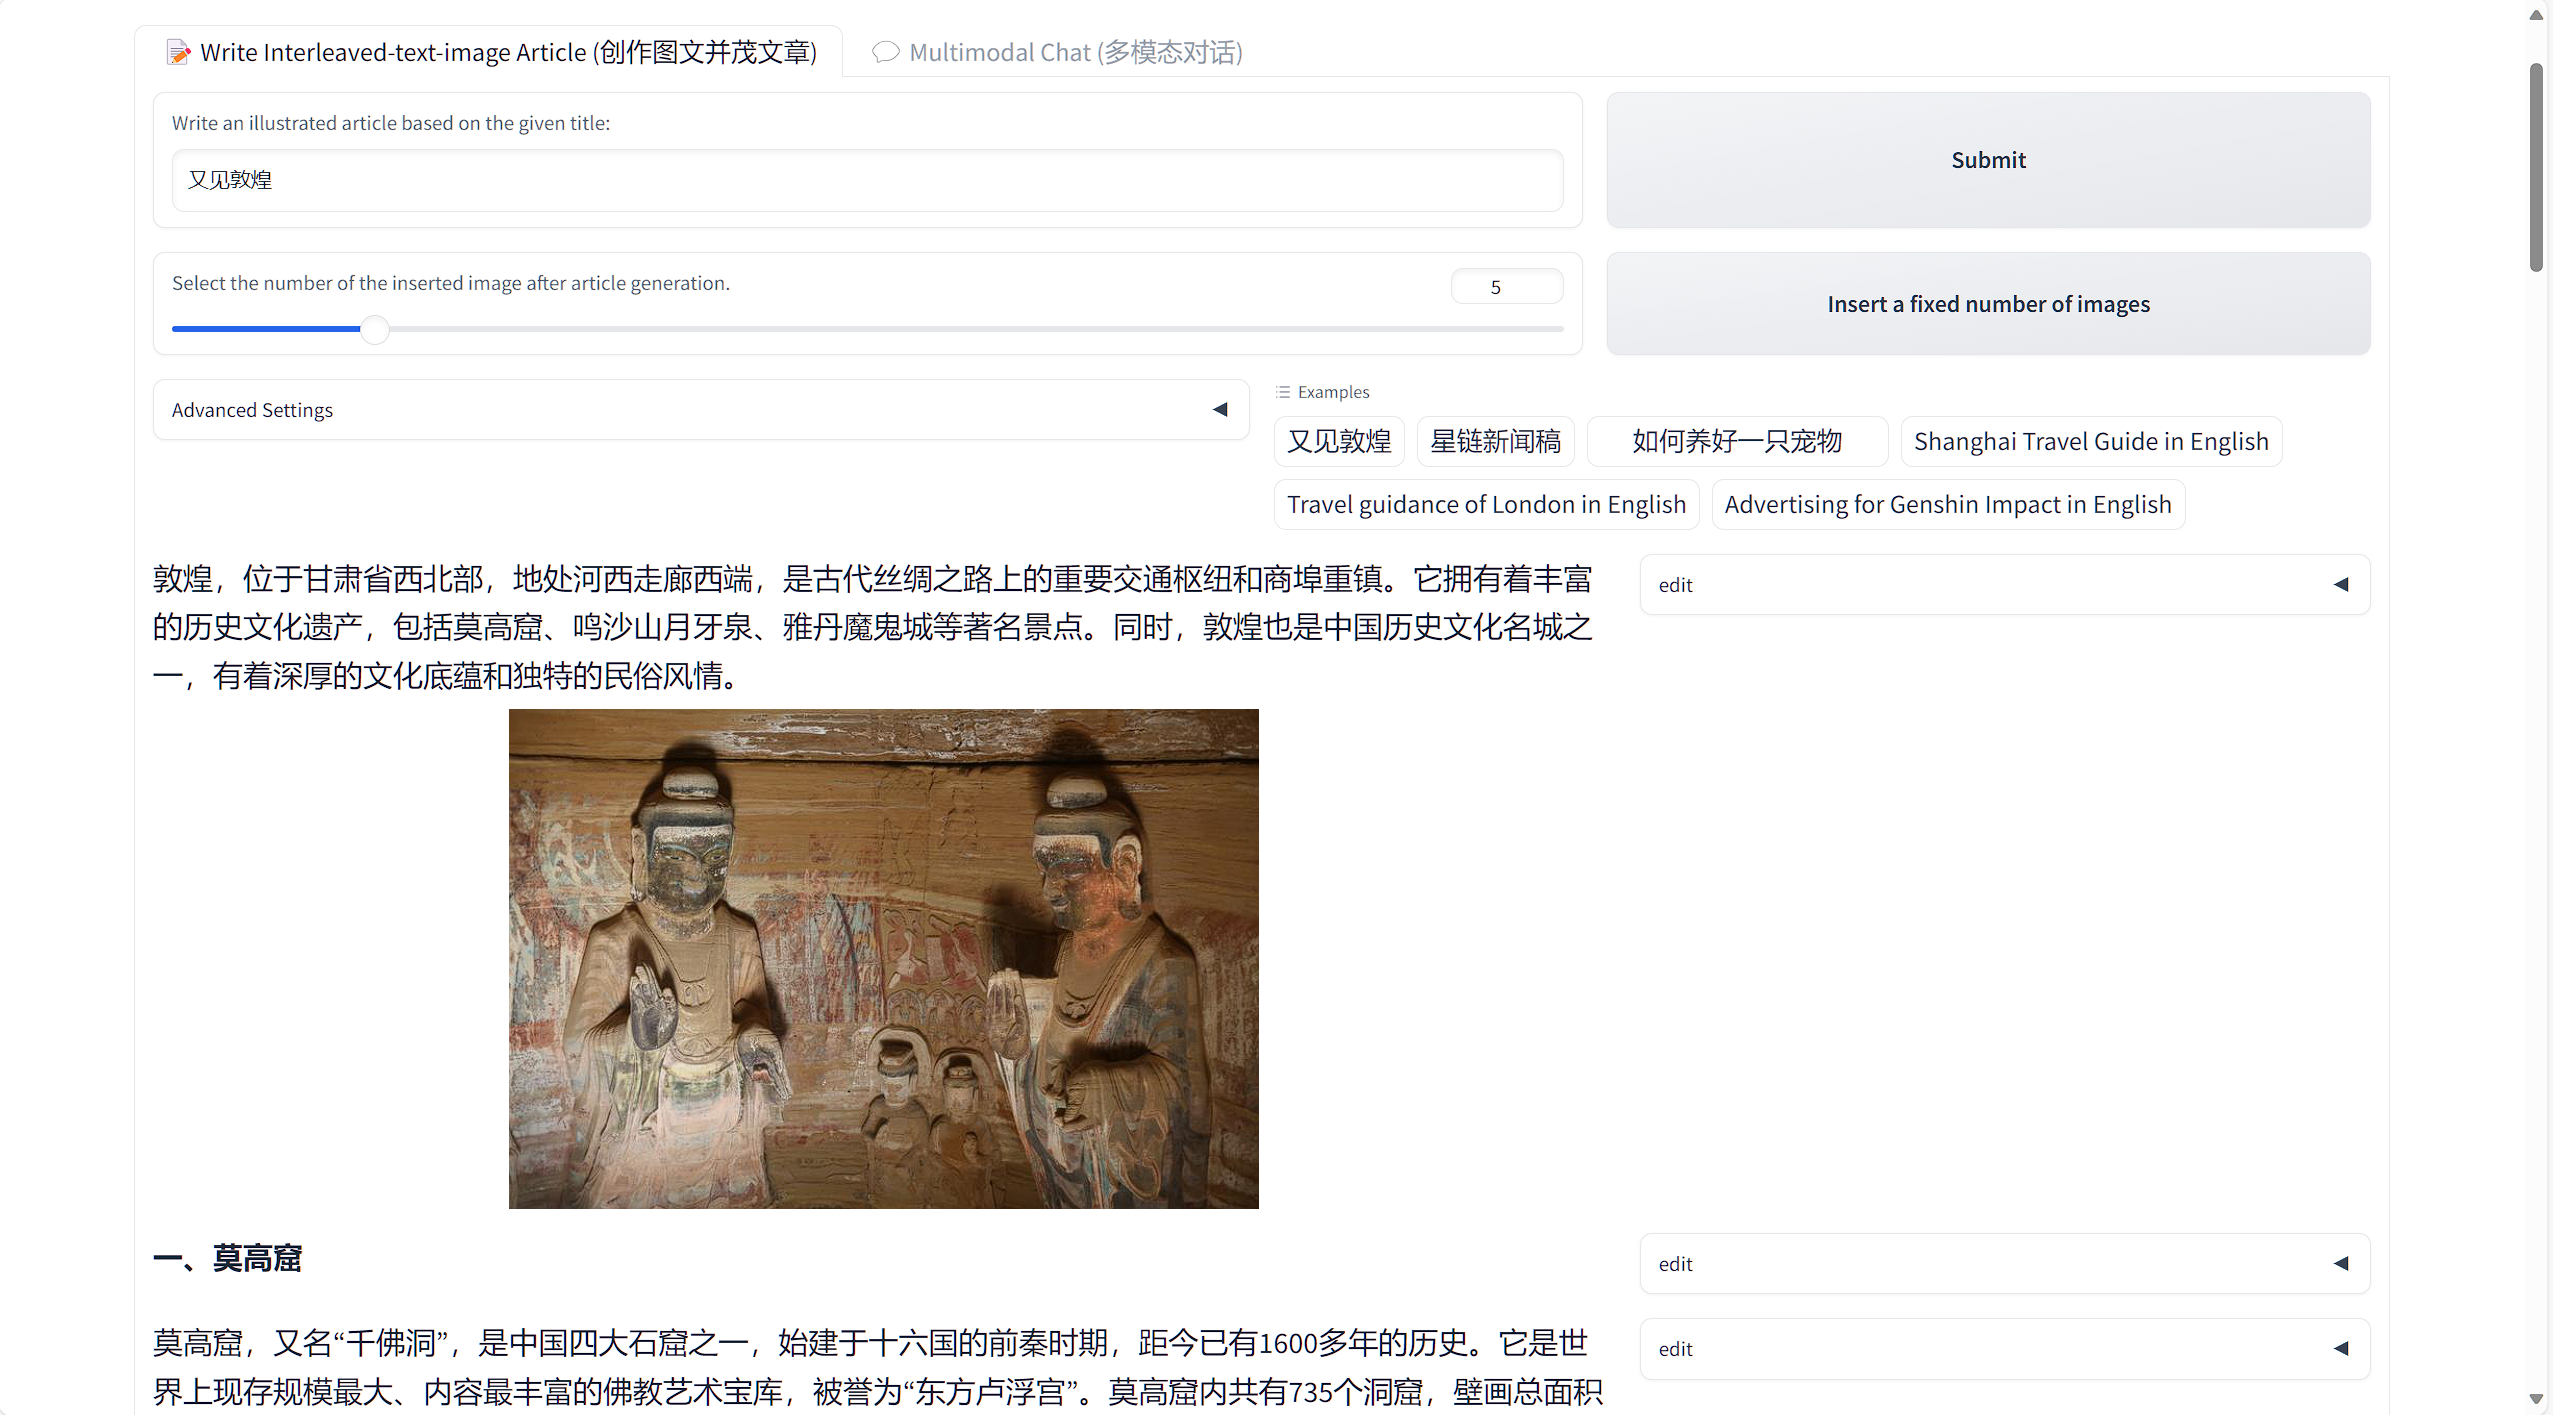 Write Interleaved-text-image Article (创作图文并茂文章)
Multimodal Chat (多模态对话)
Write an illustrated article based on the given title:
又见敦煌
Submit
Select the number of the inserted image after article generation.
5
Insert a fixed number of images
Advanced Settings
Examples
又见敦煌
星链新闻稿
如何养好一只宠物
Shanghai Travel Guide in English
Travel guidance of London in English
Advertising for Genshin Impact in English
敦煌，位于甘肃省西北部，地处河西走廊西端，是古代丝绸之路上的重要交通枢纽和商埠重镇。它拥有着丰富
的历史文化遗产，包括莫高窟、鸣沙山月牙泉、雅丹魔鬼城等著名景点。同时，敦煌也是中国历史文化名城之
一，有着深厚的文化底蕴和独特的民俗风情。
edit
一、莫高窟
edit
莫高窟，又名“千佛洞”，是中国四大石窟之一，始建于十六国的前秦时期，距今已有1600多年的历史。它是世
界上现存规模最大、内容最丰富的佛教艺术宝库，被誉为“东方卢浮宫”。莫高窟内共有735个洞窟，壁画总面积
edit